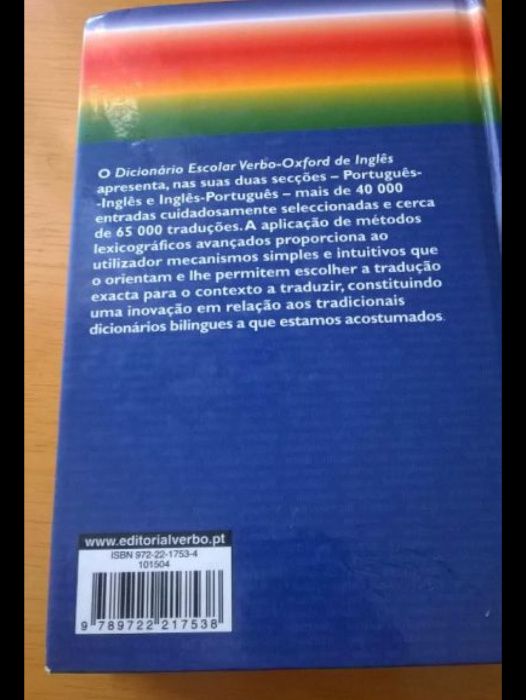 O Dicionário Escolar Verbo-Oxford de Inglês
apresenta, nas suas duas secções – Português-
-Inglês e Inglês-Português – mais de 40 000
entradas cuidadosamente seleccionadas e cerca
de 65 000 traduções. A aplicação de métodos
lexicográficos avançados proporciona ao
utilizador mecanismos simples e intuitivos que
o orientam e lhe permitem escolher a tradução
exacta para o contexto a traduzir, constituindo
uma inovação em relação aos tradicionais
dicionários bilingues a que estamos acostumados.
www.editorialverbo.pt
ISBN 972-22-1753-4
101504
9 789722 217538